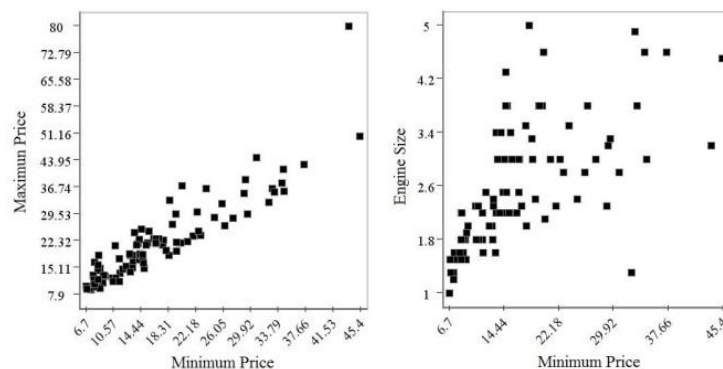 80
72.79
65.58
58.37
51.16
43.95
36.74
29.53
22.32
15.11
7.9
Maximun Price
6.7 10.57 14.44 18.31 22.18 26.05 29.92 33.79 37.66 41.53 45.4
Minimum Price
5
4.2
3.4
2.6
1.8
1
Engine Size
6.7 14.44 22.18 29.92 37.66 45.4
Minimum Price